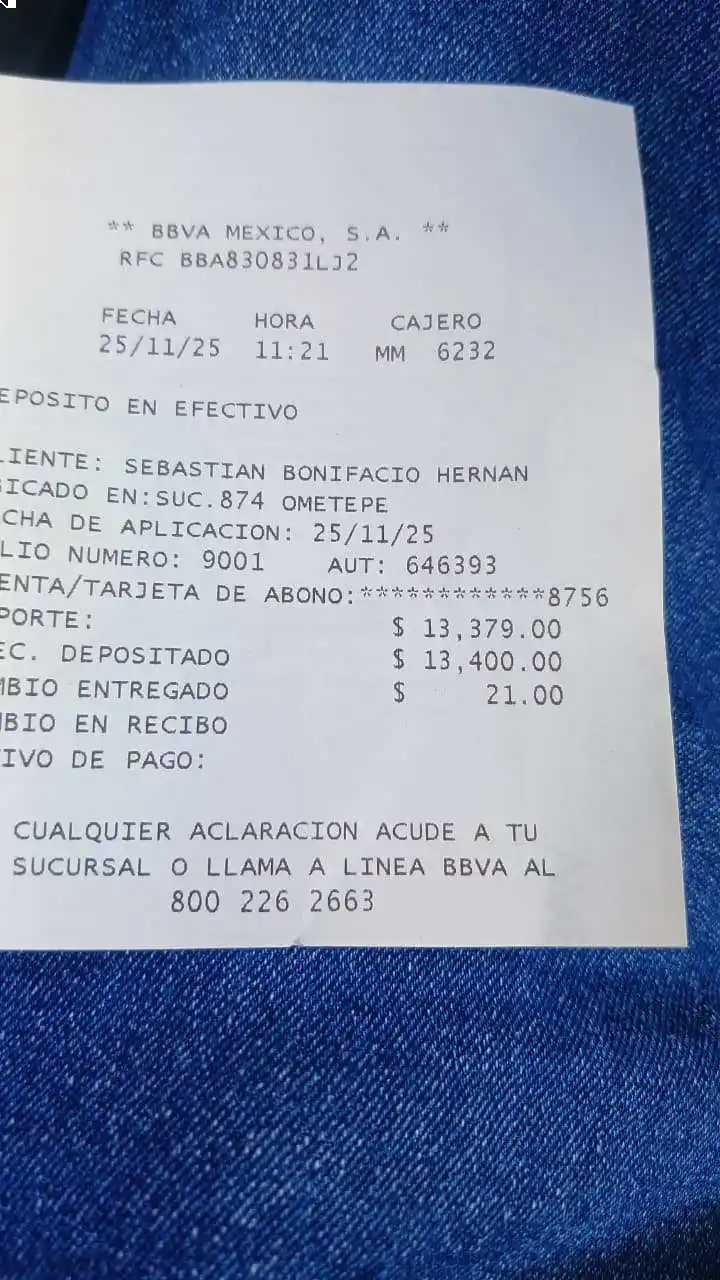 ** BBVA MEXICO, S.A. **
RFC BBA830831LJ2
FECHA HORA CAJERO
25/11/25 11:21 MM 6232
EPOSITO EN EFECTIVO
IENTE: SEBASTIAN BONIFACIO HERNAN
ICADO EN:SUC.874 OMETEPE
CHA DE APLICACION: 25/11/25
LIO NUMERO: 9001 AUT: 646393
ENTA/TARJETA DE ABONO:************8756
PORTE: $ 13,379.00
EC. DEPOSITADO $ 13,400.00
MBIO ENTREGADO $ 21.00
MBIO EN RECIBO
IVO DE PAGO:
CUALQUIER ACLARACION ACUDE A TU
SUCURSAL O LLAMA A LINEA BBVA AL
800 226 2663